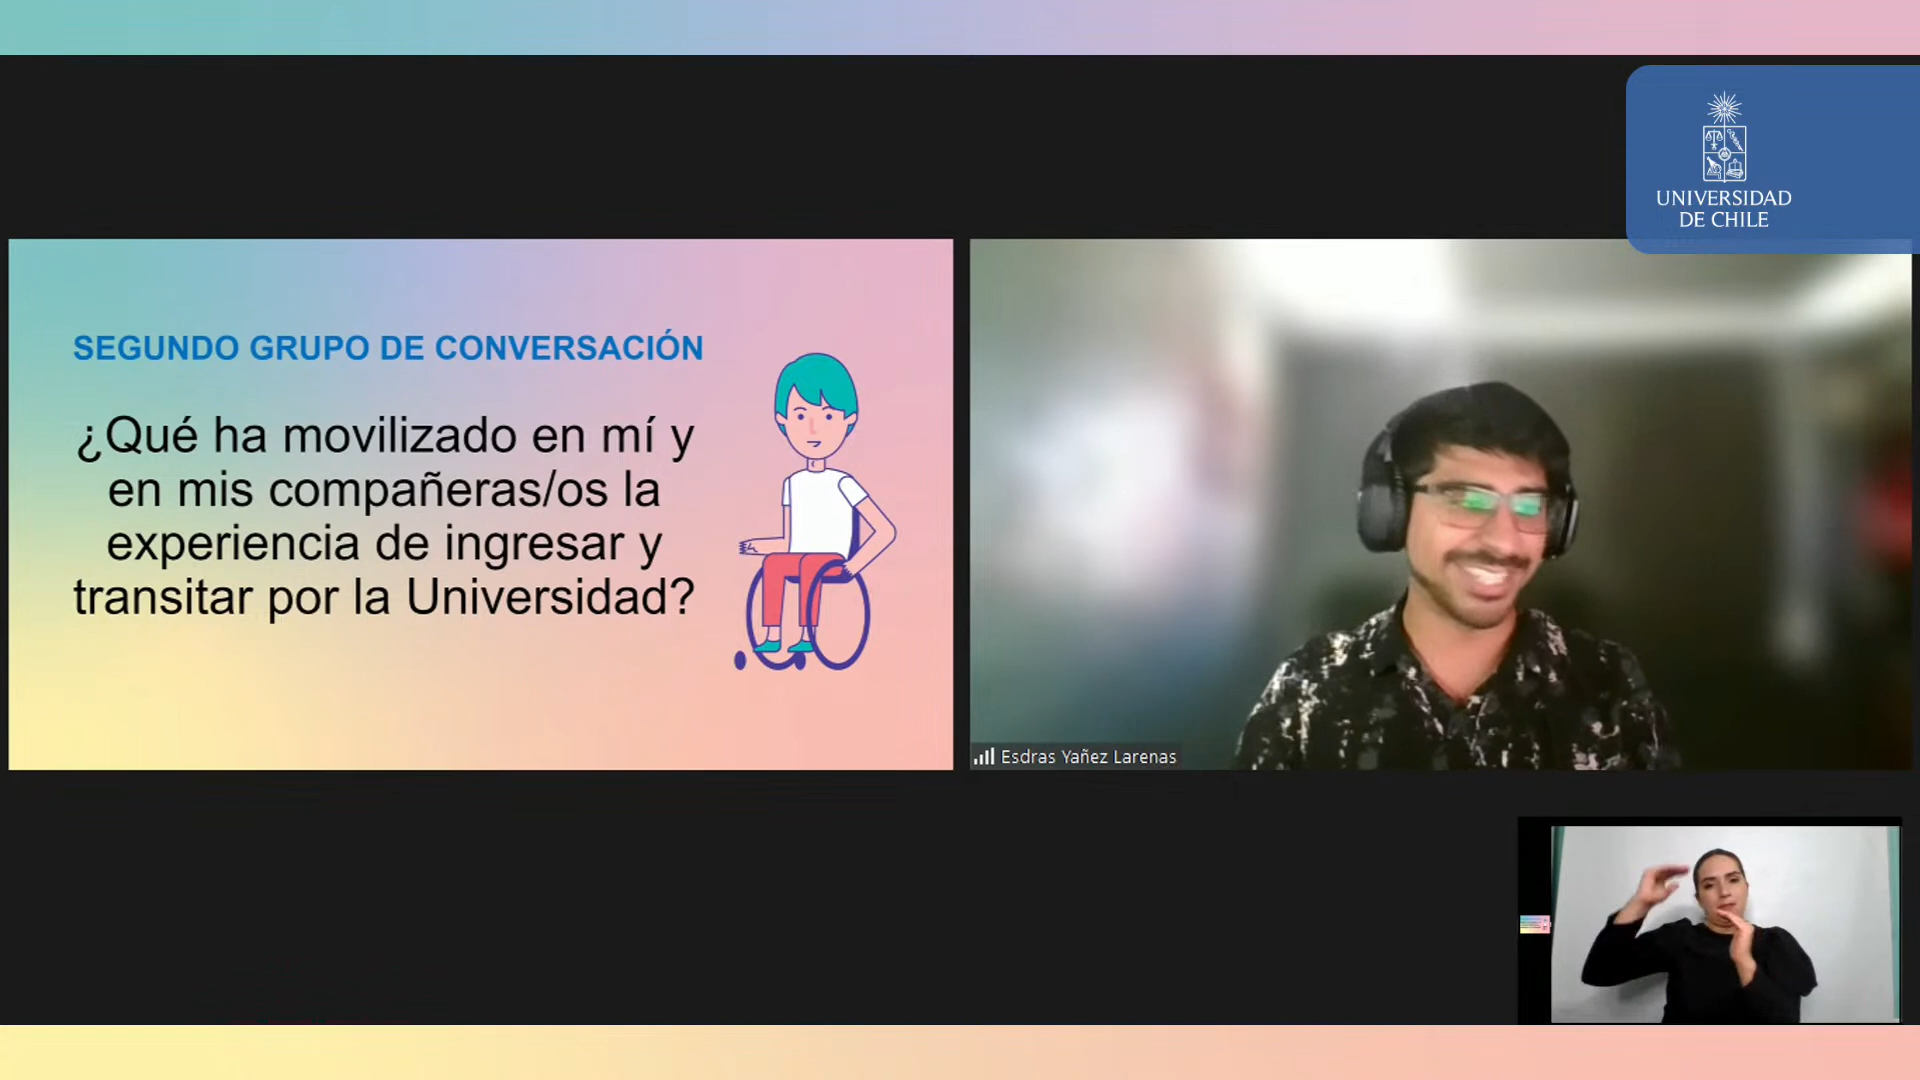 UNIVERSIDAD
DE CHILE
SEGUNDO GRUPO DE CONVERSACIÓN
¿Qué ha movilizado en mí y
en mis compañeras/os la
experiencia de ingresar y
transitar por la Universidad?
Esdras Yañez Larenas